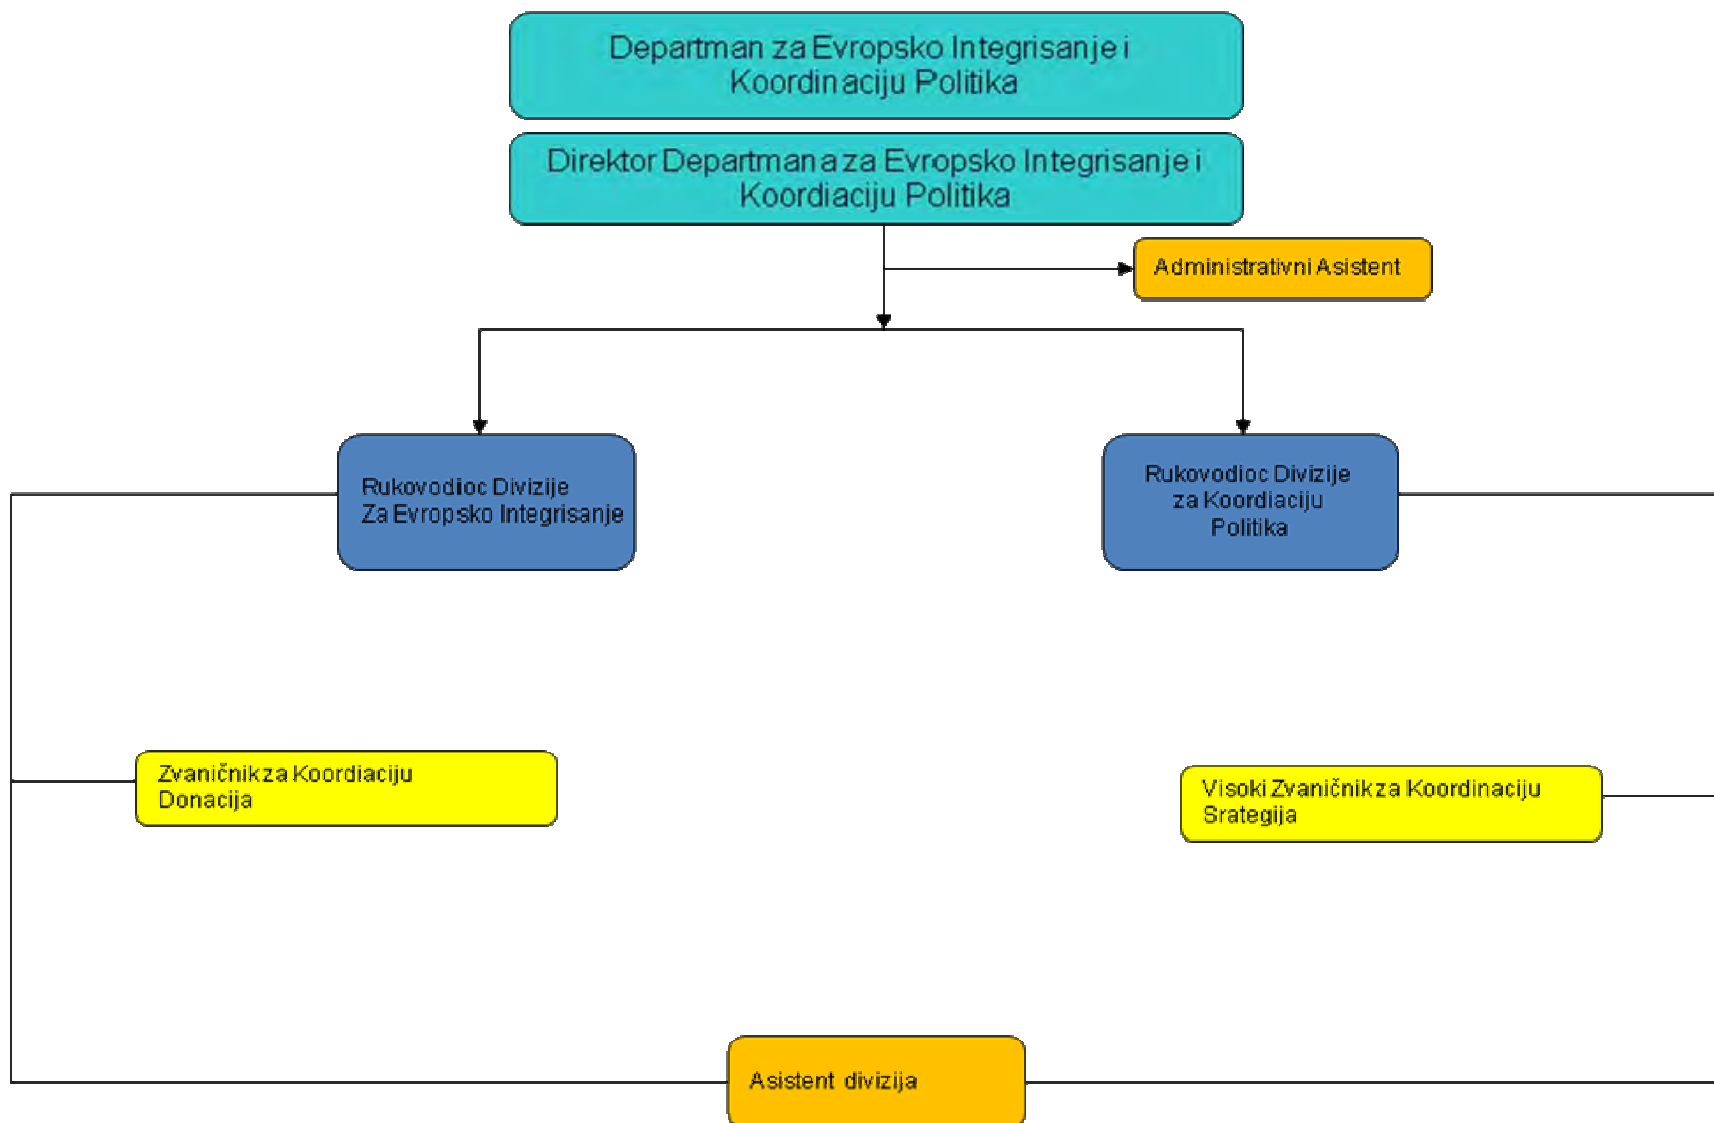 Departman za Evropsko Integrisanje i
Koordinaciju Politika
Direktor Departmana za Evropsko Integrisanje i
Koordiaciju Politika
Administrativni Asistent
Rukovodioc Divizije
Za Evropsko Integrisanje
Rukovodioc Divizije
za Koordiaciju
Politika
Zvaničnik za Koordiaciju
Donacija
Visoki Zvaničnik za Koordinaciju
Srategija
Asistent divizija